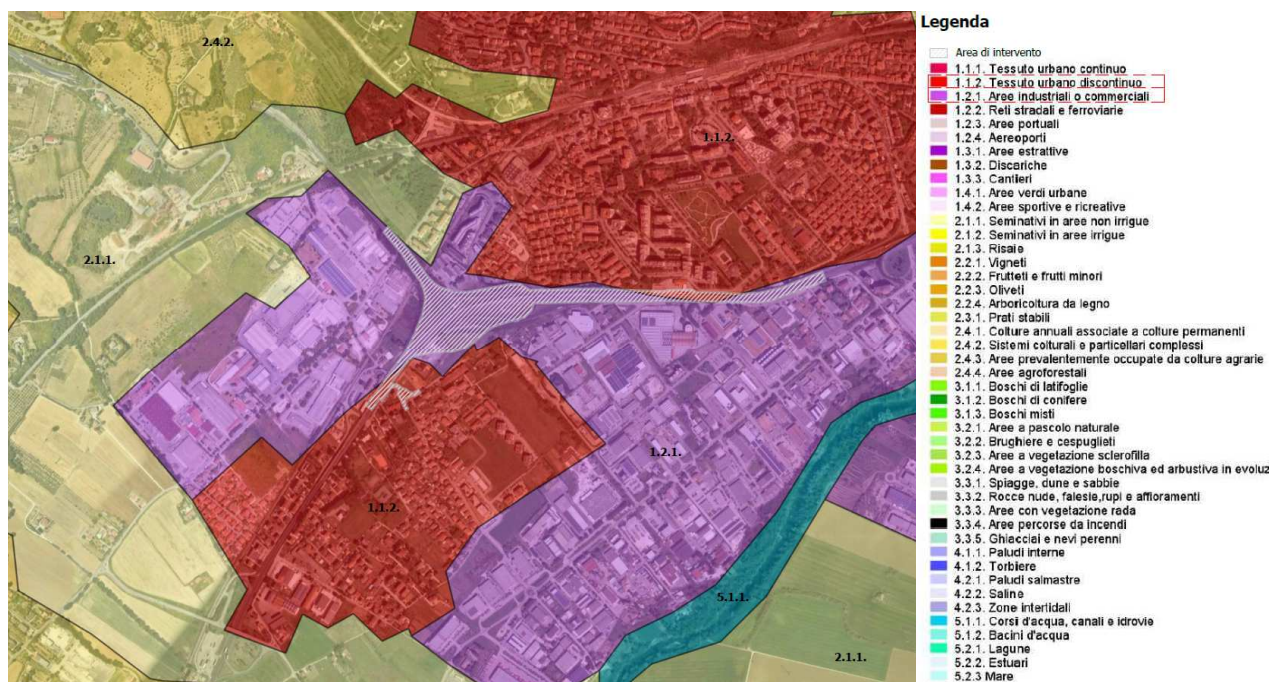 2.4.2.
1.1.2.
2.1.1.
1.2.1.
1.1.2.
5.1.1.
2.1.1.
Legenda
Area di intervento
1.1.1. Tessuto urbano continuo
1.1.2. Tessuto urbano discontinuo
1.2.1. Aree industriali o commerciali
1.2.2. Reti stradali e ferroviarie
1.2.3. Aree portuali
1.2.4. Aereoporti
1.3.1. Aree estrattive
1.3.2. Discariche
1.3.3. Cantieri
1.4.1. Aree verdi urbane
1.4.2. Aree sportive e ricreative
2.1.1. Seminativi in aree non irrigue
2.1.2. Seminativi in aree irrigue
2.1.3. Risaie
2.2.1. Vigneti
2.2.2. Frutteti e frutti minori
2.2.3. Oliveti
2.2.4. Arboricoltura da legno
2.3.1. Prati stabili
2.4.1. Colture annuali associate a colture permanenti
2.4.2. Sistemi colturali e particellari complessi
2.4.3. Aree prevalentemente occupate da colture agrarie
2.4.4. Aree agroforestali
3.1.1. Boschi di latifoglie
3.1.2. Boschi di conifere
3.1.3. Boschi misti
3.2.1. Aree a pascolo naturale
3.2.2. Brughiere e cespuglieti
3.2.3. Aree a vegetazione sclerofilla
3.2.4. Aree a vegetazione boschiva ed arbustiva in evoluz
3.3.1. Spiagge, dune e sabbie
3.3.2. Rocce nude, falesie,rupi e affioramenti
3.3.3. Aree con vegetazione rada
3.3.4. Aree percorse da incendi
3.3.5. Ghiacciai e nevi perenni
4.1.1. Paludi interne
4.1.2. Torbiere
4.2.1. Paludi salmastre
4.2.2. Saline
4.2.3. Zone intertidali
5.1.1. Corsi d'acqua, canali e idrovie
5.1.2. Bacini d'acqua
5.2.1. Lagune
5.2.2. Estuari
5.2.3 Mare